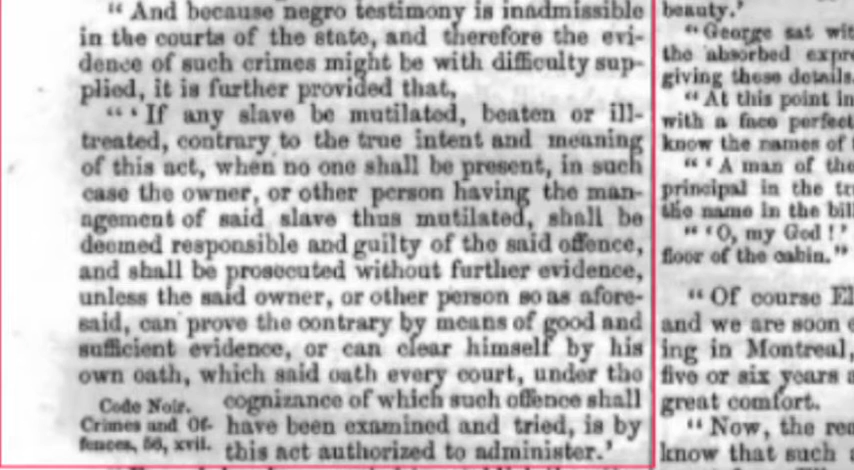 “And because negro testimony is inadmissible
in the courts of the state, and therefore the evi-
dence of such crimes might be with difficulty sup-
plied, it is further provided that,
“‘If any slave be mutilated, beaten or ill-
treated, contrary to the true intent and meaning
of this act, when no one shall be present, in such
case the owner, or other person having the man-
agement of said slave thus mutilated, shall be
deemed responsible and guilty of the said offence,
and shall be prosecuted without further evidence,
unless the said owner, or other person so as afore-
said, can prove the contrary by means of good and
sufficient evidence, or can clear himself by his
own oath, which said oath every court, under the
cognizance of which such offence shall
have been examined and tried, is by
this act authorized to administer.’
Code Noir.
Crimes and Of-
fences, 56, xvii.
beauty.’
“George sat wit
the absorbed expre
giving these details.
“At this point in
with a face perfect
know the names of
“‘A man of the
principal in the tr
the name in the bill
“‘O, my God!’
floor of the cabin.”
“Of course El
and we are soon
ing in Montreal,
five or six years a
great comfort.
“Now, the rea
know that such a